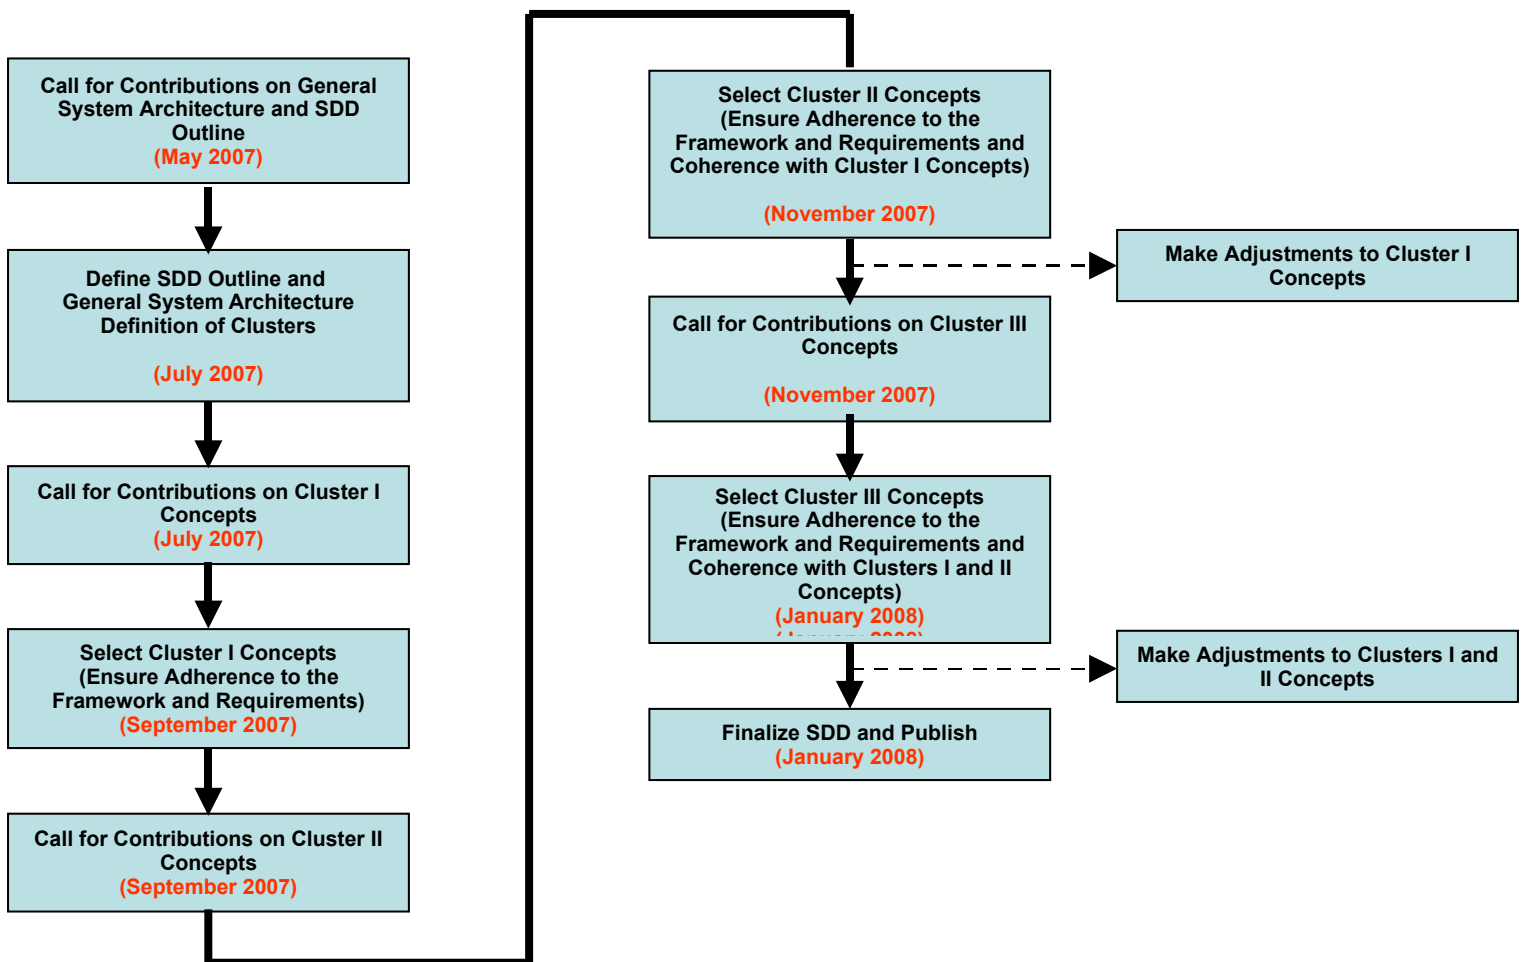 Call for Contributions on General
System Architecture and SDD
Outline
(May 2007)
Define SDD Outline and
General System Architecture
Definition of Clusters
(July 2007)
Call for Contributions on Cluster I
Concepts
(July 2007)
Select Cluster I Concepts
(Ensure Adherence to the
Framework and Requirements)
(September 2007)
Call for Contributions on Cluster II
Concepts
(September 2007)
Select Cluster II Concepts
(Ensure Adherence to the
Framework and Requirements and
Coherence with Cluster I Concepts)
(November 2007)
Make Adjustments to Cluster I
Concepts
Call for Contributions on Cluster III
Concepts
(November 2007)
Select Cluster III Concepts
(Ensure Adherence to the
Framework and Requirements and
Coherence with Clusters I and II
Concepts)
(January 2008)
(January 2008)
Make Adjustments to Clusters I and
II Concepts
Finalize SDD and Publish
(January 2008)